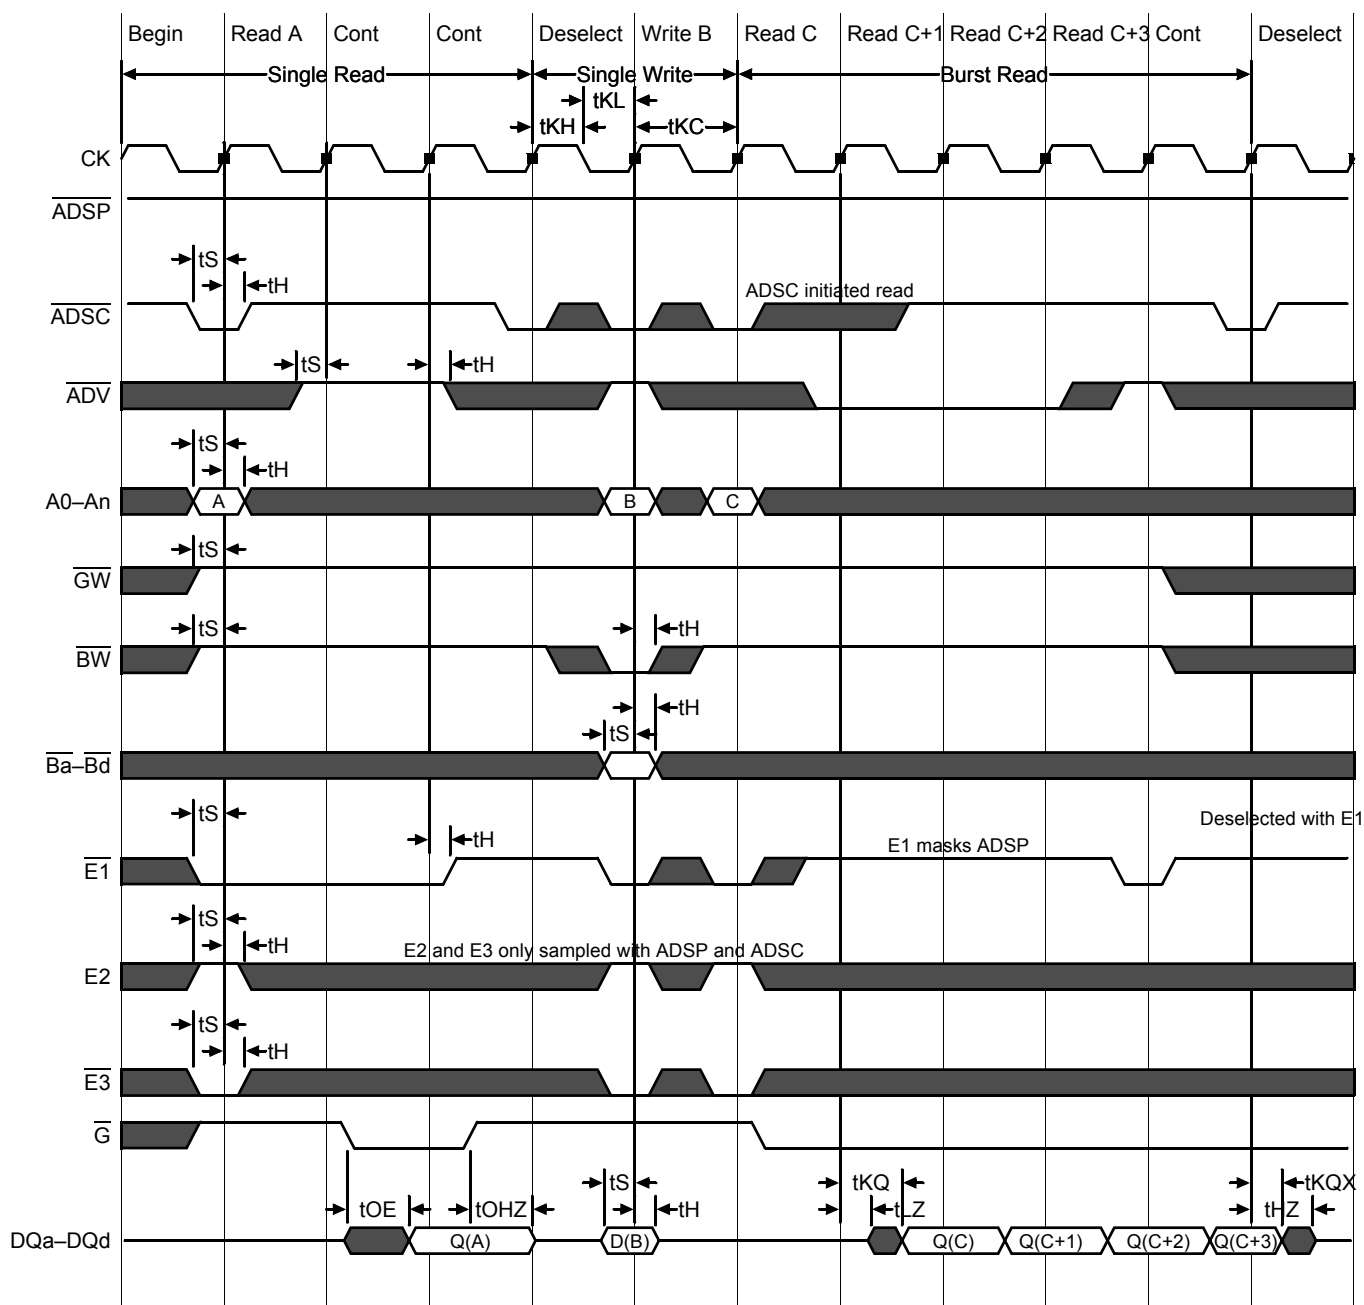 Begin Read A Cont Cont Deselect Write B Read C Read C+1 Read C+2 Read C+3 Cont Deselect
Single Read Single Write Burst Read
tKL
tKH tKC
CK
ADSP
tS
tH
ADSC initiated read
ADSC
tS tH
ADV
tS
tH
A0–An A B C
tS
GW
tS tH
BW
tH
tS
Ba–Bd
tS
Deselected with E1
tH
E1 masks ADSP
E1
tS
tH
E2 and E3 only sampled with ADSP and ADSC
E2
tS
tH
E3
G
tS tKQ tKQX
tOE tOHZ tH tLZ tHZ
DQa–DQd Q(A) D(B) Q(C) Q(C+1) Q(C+2) Q(C+3)